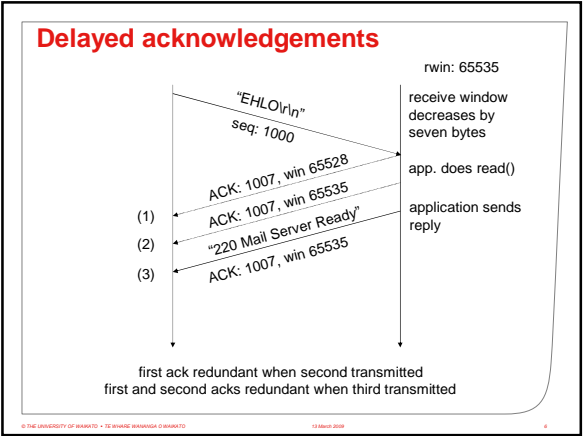 Delayed acknowledgements
rwin: 65535
“EHLO\r\n”
seq: 1000
receive window
decreases by
seven bytes
ACK: 1007, win 65528
app. does read()
(1)
ACK: 1007, win 65535
application sends
reply
(2)
“220 Mail Server Ready”
(3)
ACK: 1007, win 65535
first ack redundant when second transmitted
first and second acks redundant when third transmitted
© THE UNIVERSITY OF WAIKATO • TE WHARE WANANGA O WAIKATO
13 March 2008
6